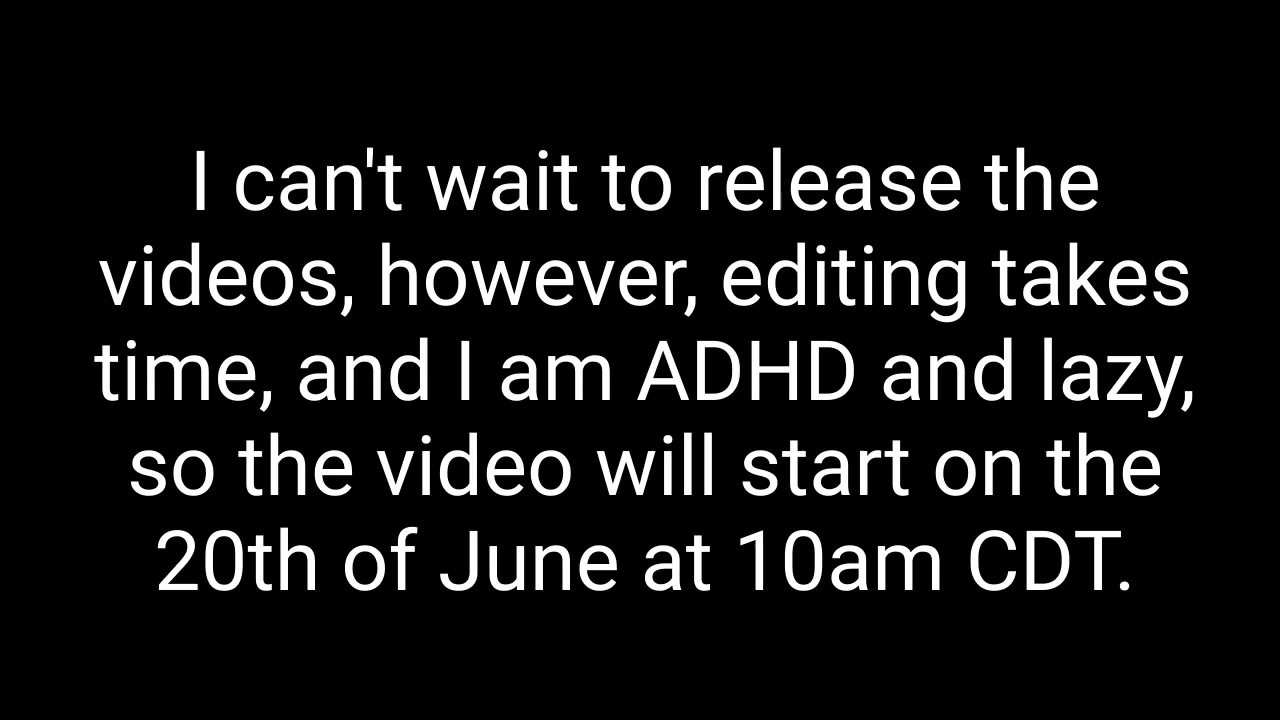 I can't wait to release the
videos, however, editing takes
time, and I am ADHD and lazy,
so the video will start on the
20th of June at 10am CDT.